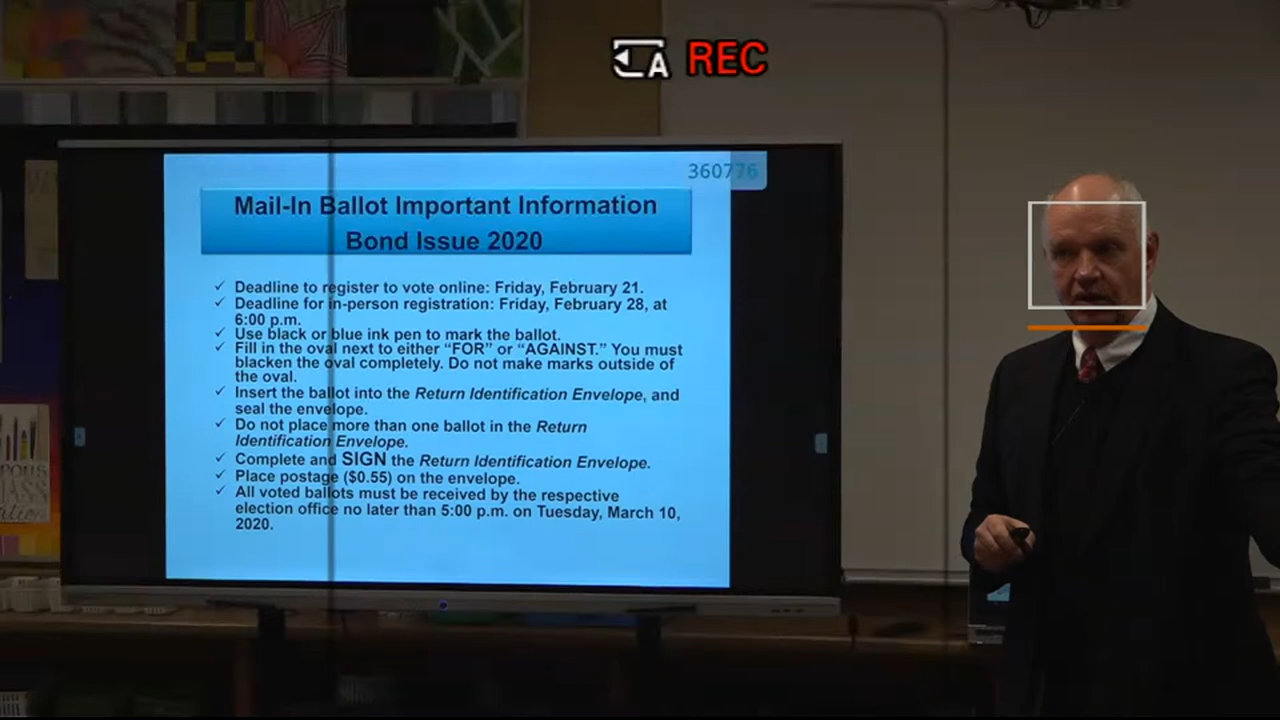 A REC
360776
Mail-In Ballot Important Information
Bond Issue 2020
✓ Deadline to register to vote online: Friday, February 21.
✓ Deadline for in-person registration: Friday, February 28, at
6:00 p.m.
✓ Use black or blue ink pen to mark the ballot.
✓ Fill in the oval next to either “FOR” or “AGAINST.” You must
blacken the oval completely. Do not make marks outside of
the oval.
✓ Insert the ballot into the Return Identification Envelope, and
seal the envelope.
✓ Do not place more than one ballot in the Return
Identification Envelope.
✓ Complete and SIGN the Return Identification Envelope.
✓ Place postage ($0.55) on the envelope.
✓ All voted ballots must be received by the respective
election office no later than 5:00 p.m. on Tuesday, March 10,
2020.